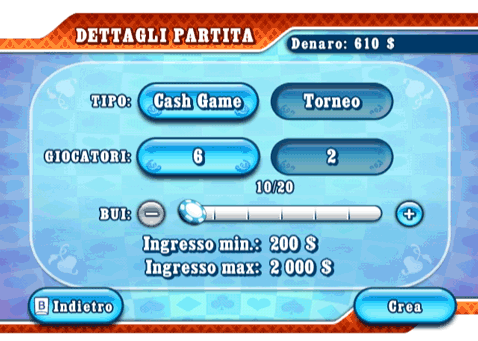 DETTAGLI PARTITA
Denaro: 610 $
TIPO: Cash Game Torneo
GIOCATORI: 6 2
10/20
BUI: − +
Ingresso min.: 200 $
Ingresso max: 2 000 $
B Indietro Crea